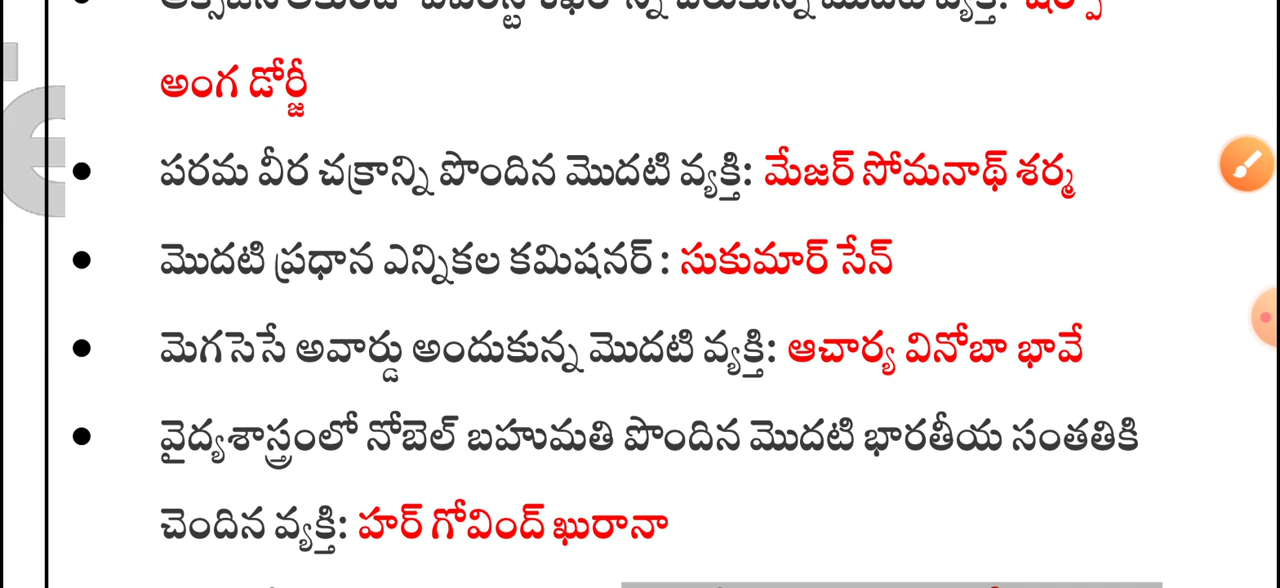 అంగ డోర్జీ
పరమ వీర చక్రాన్ని పొందిన మొదటి వ్యక్తి: మేజర్ సోమనాథ్ శర్మ
మొదటి ప్రధాన ఎన్నికల కమిషనర్ : సుకుమార్ సేన్
మెగసెసే అవార్డు అందుకున్న మొదటి వ్యక్తి: ఆచార్య వినోబా భావే
వైద్యశాస్త్రంలో నోబెల్ బహుమతి పొందిన మొదటి భారతీయ సంతతికి
చెందిన వ్యక్తి: హర్ గోవింద్ ఖురానా